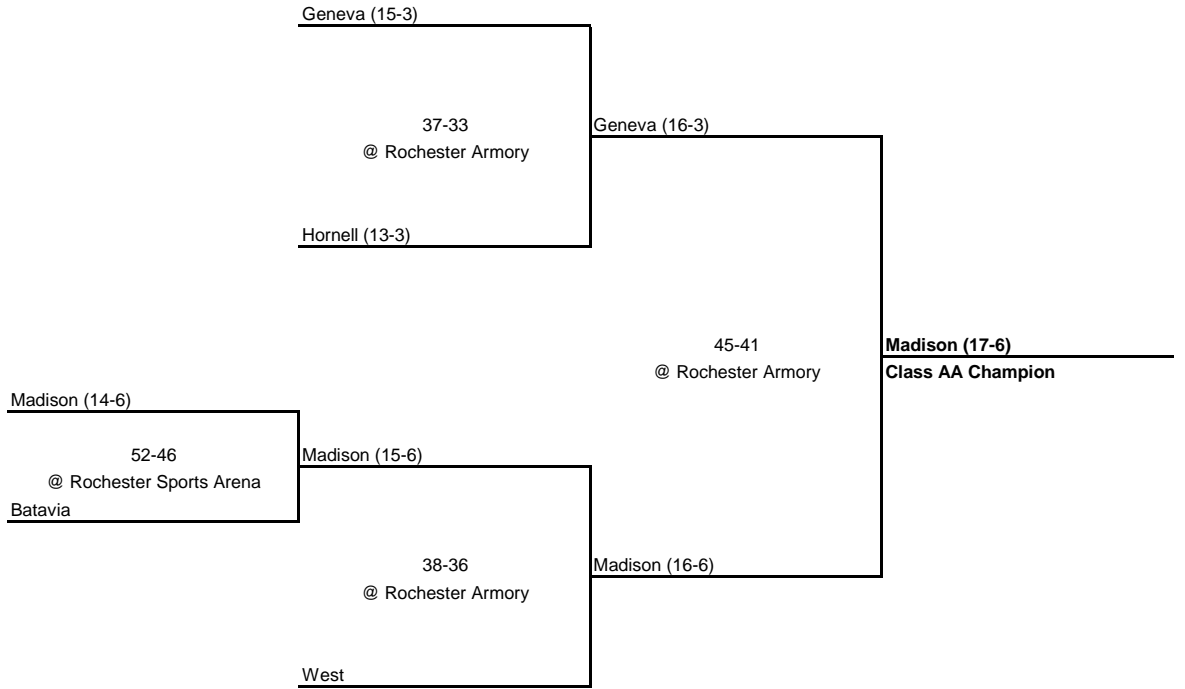 Geneva (15-3)
37-33
@ Rochester Armory
Geneva (16-3)
Hornell (13-3)
45-41
@ Rochester Armory
Madison (17-6)
Class AA Champion
Madison (14-6)
52-46
@ Rochester Sports Arena
Madison (15-6)
Batavia
38-36
@ Rochester Armory
Madison (16-6)
West